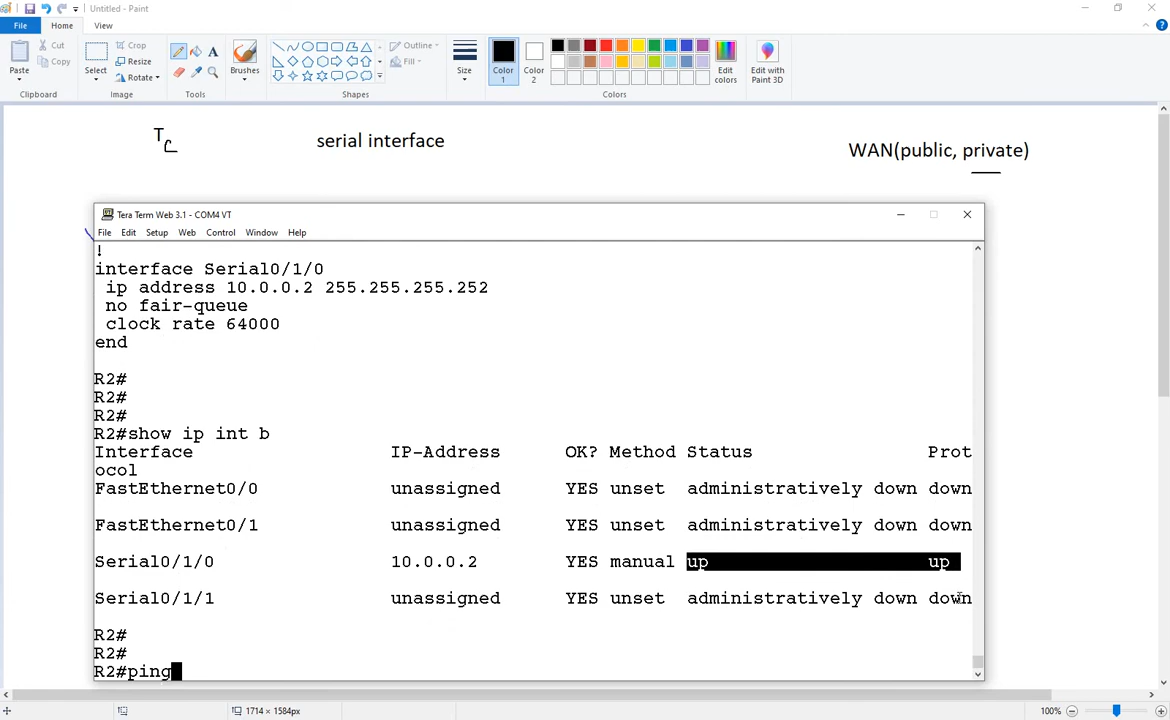 Untitled - Paint
File Home View
Paste
Cut
Copy
Clipboard
Select
Crop
Resize
Rotate
Image
A
Tools
Brushes
Outline
Fill
Shapes
Size
Color 1
Color 2
Edit colors
Colors
Edit with Paint 3D
T
serial interface
WAN(public, private)
Tera Term Web 3.1 - COM4 VT
File Edit Setup Web Control Window Help
!
interface Serial0/1/0
ip address 10.0.0.2 255.255.255.252
no fair-queue
clock rate 64000
end
R2#
R2#
R2#
R2#show ip int b
Interface IP-Address OK? Method Status Prot
ocol
FastEthernet0/0 unassigned YES unset administratively down down
FastEthernet0/1 unassigned YES unset administratively down down
Serial0/1/0 10.0.0.2 YES manual up up
Serial0/1/1 unassigned YES unset administratively down down
R2#
R2#
R2#ping
1714 × 1584px
100%